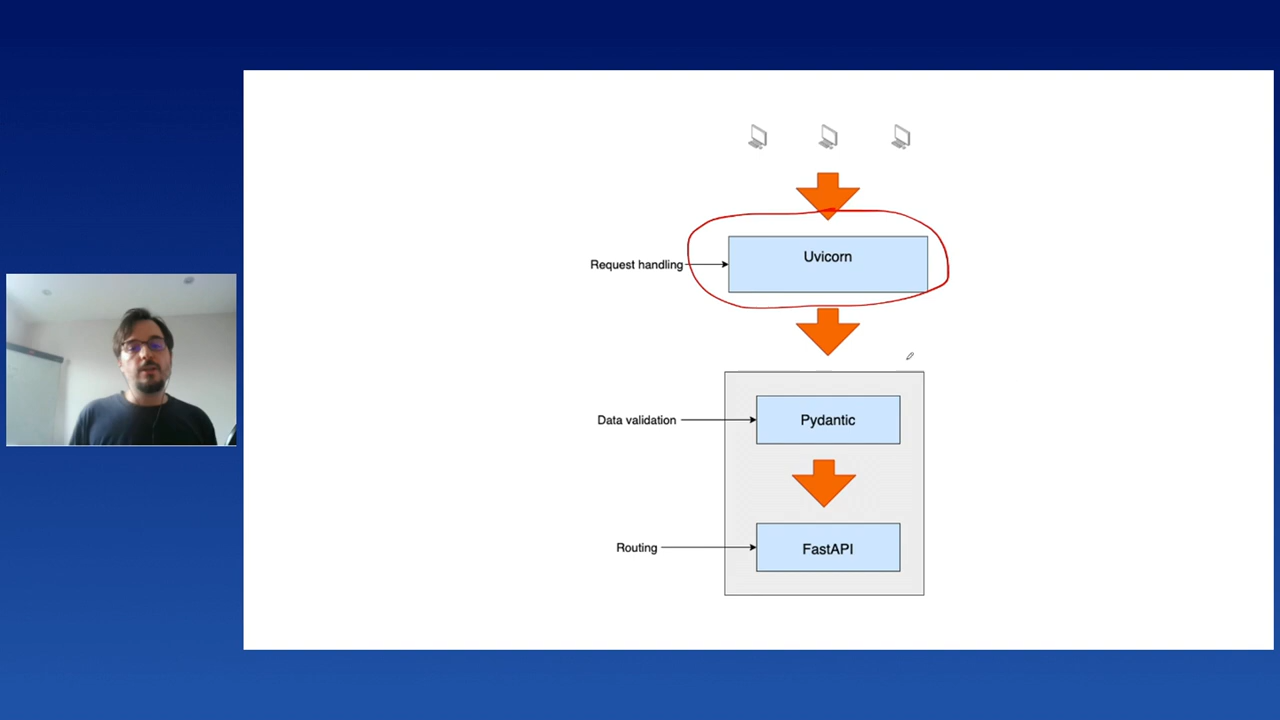 Uvicorn
Request handling
Pydantic
Data validation
FastAPI
Routing